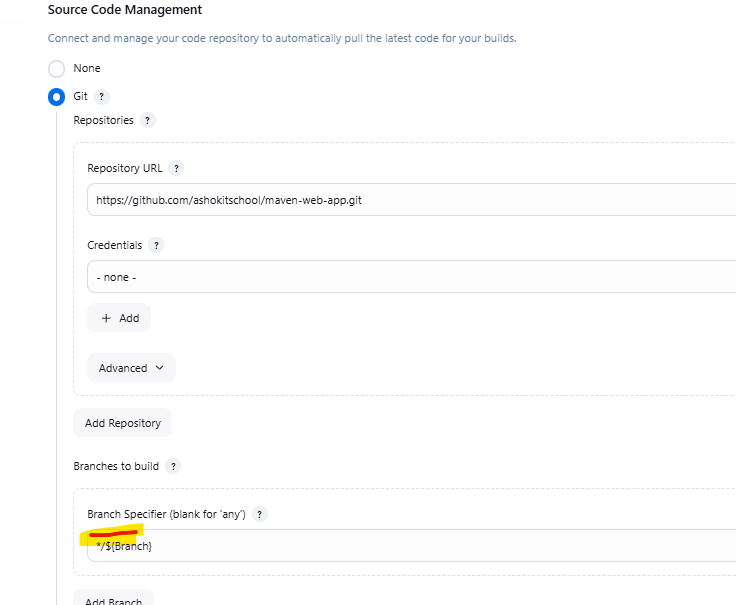 Source Code Management
Connect and manage your code repository to automatically pull the latest code for your builds.
None
Git ?
Repositories ?
Repository URL ?
https://github.com/ashokitschool/maven-web-app.git
Credentials ?
- none -
+ Add
Advanced
Add Repository
Branches to build ?
Branch Specifier (blank for 'any') ?
*/${Branch}
Add Branch